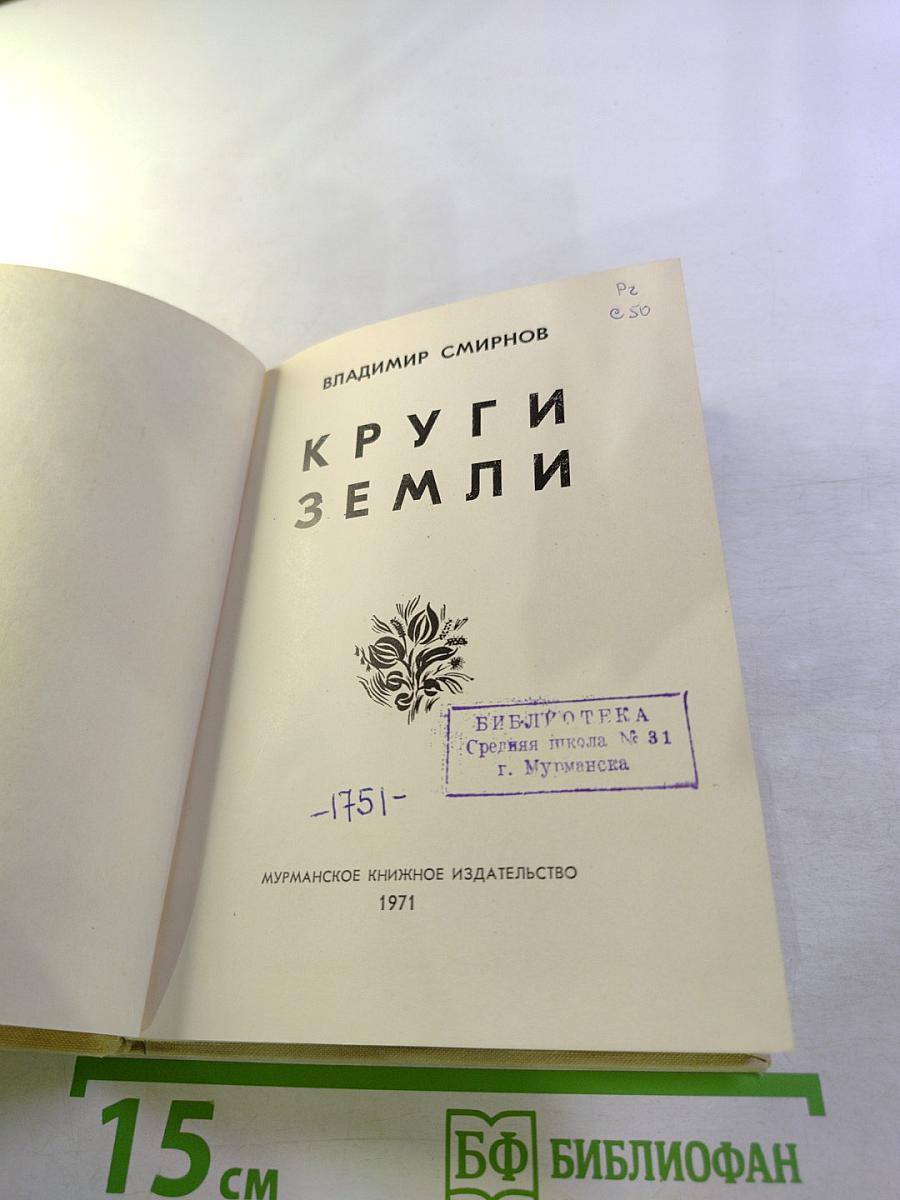 Р2
С50
ВЛАДИМИР СМИРНОВ
КРУГИ
ЗЕМЛИ
БИБЛИОТЕКА
Средняя школа № 31
г. Мурманска
-1751-
МУРМАНСКОЕ КНИЖНОЕ ИЗДАТЕЛЬСТВО
1971
15 см
БФ БИБЛИОФАН